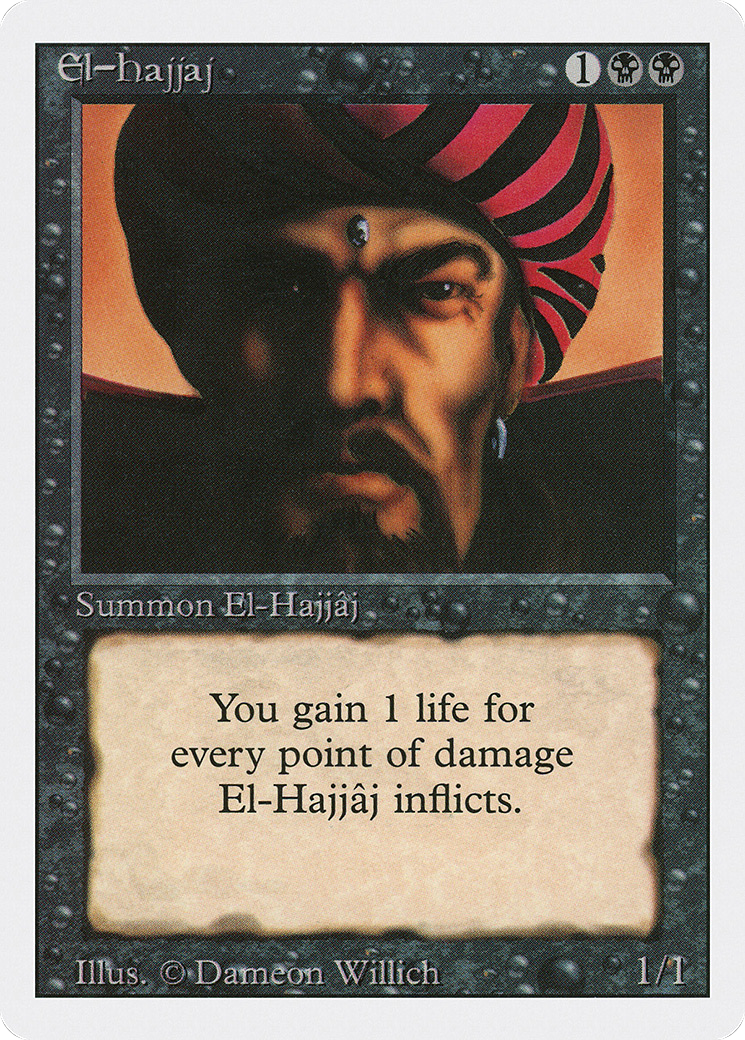 El-hajjaj 1
Summon El-Hajjâj
You gain 1 life for
every point of damage
El-Hajjâj inflicts.
Illus. © Dameon Willich 1/1